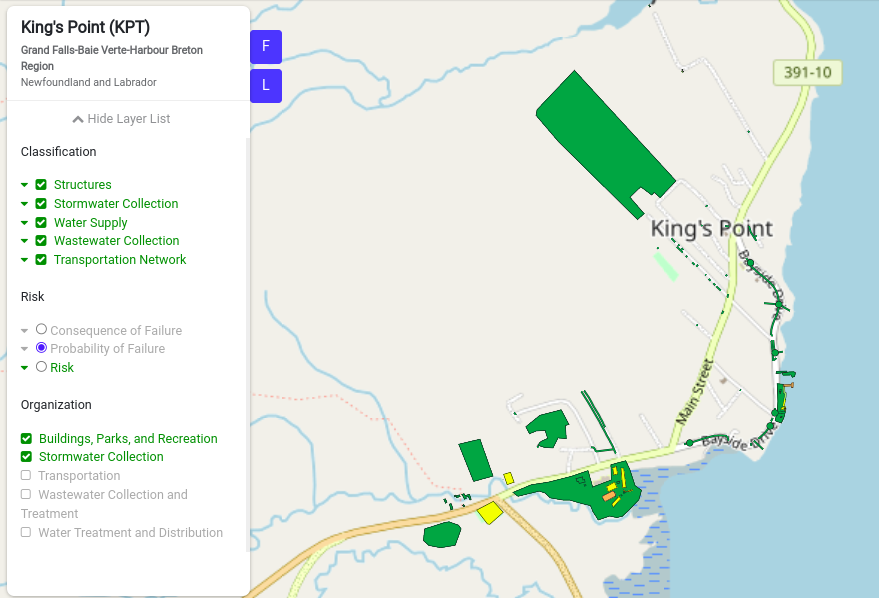 King's Point (KPT)
Grand Falls-Baie Verte-Harbour Breton
Region
Newfoundland and Labrador
Hide Layer List
Classification
Structures
Stormwater Collection
Water Supply
Wastewater Collection
Transportation Network
Risk
Consequence of Failure
Probability of Failure
Risk
Organization
Buildings, Parks, and Recreation
Stormwater Collection
Transportation
Wastewater Collection and
Treatment
Water Treatment and Distribution
F
L
391-10
King's Point
Bayside Drive
Main Street
Bayside Drive